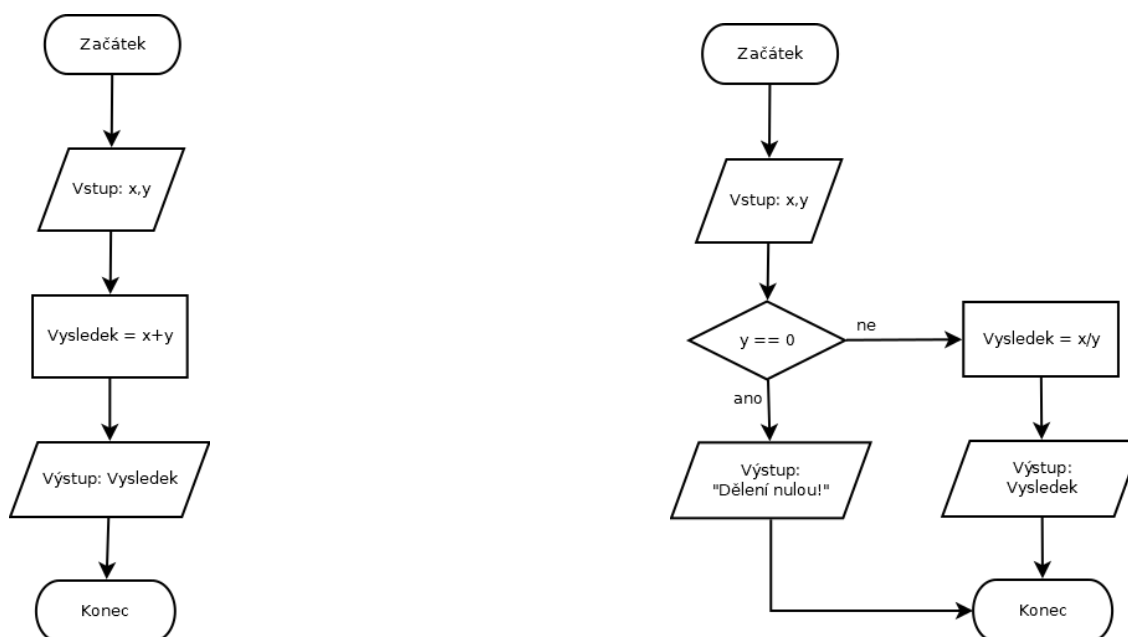 Začátek
Vstup: x,y
Vysledek = x+y
Výstup: Vysledek
Konec
Začátek
Vstup: x,y
y == 0
ne
Vysledek = x/y
ano
Výstup:
"Dělení nulou!"
Výstup:
Vysledek
Konec